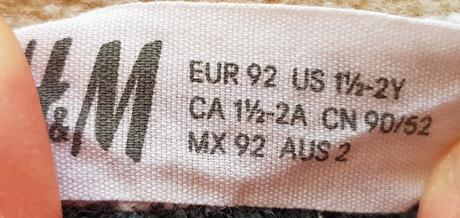 H&M
EUR 92 US 1½-2Y
CA 1½-2A CN 90/52
MX 92 AUS 2